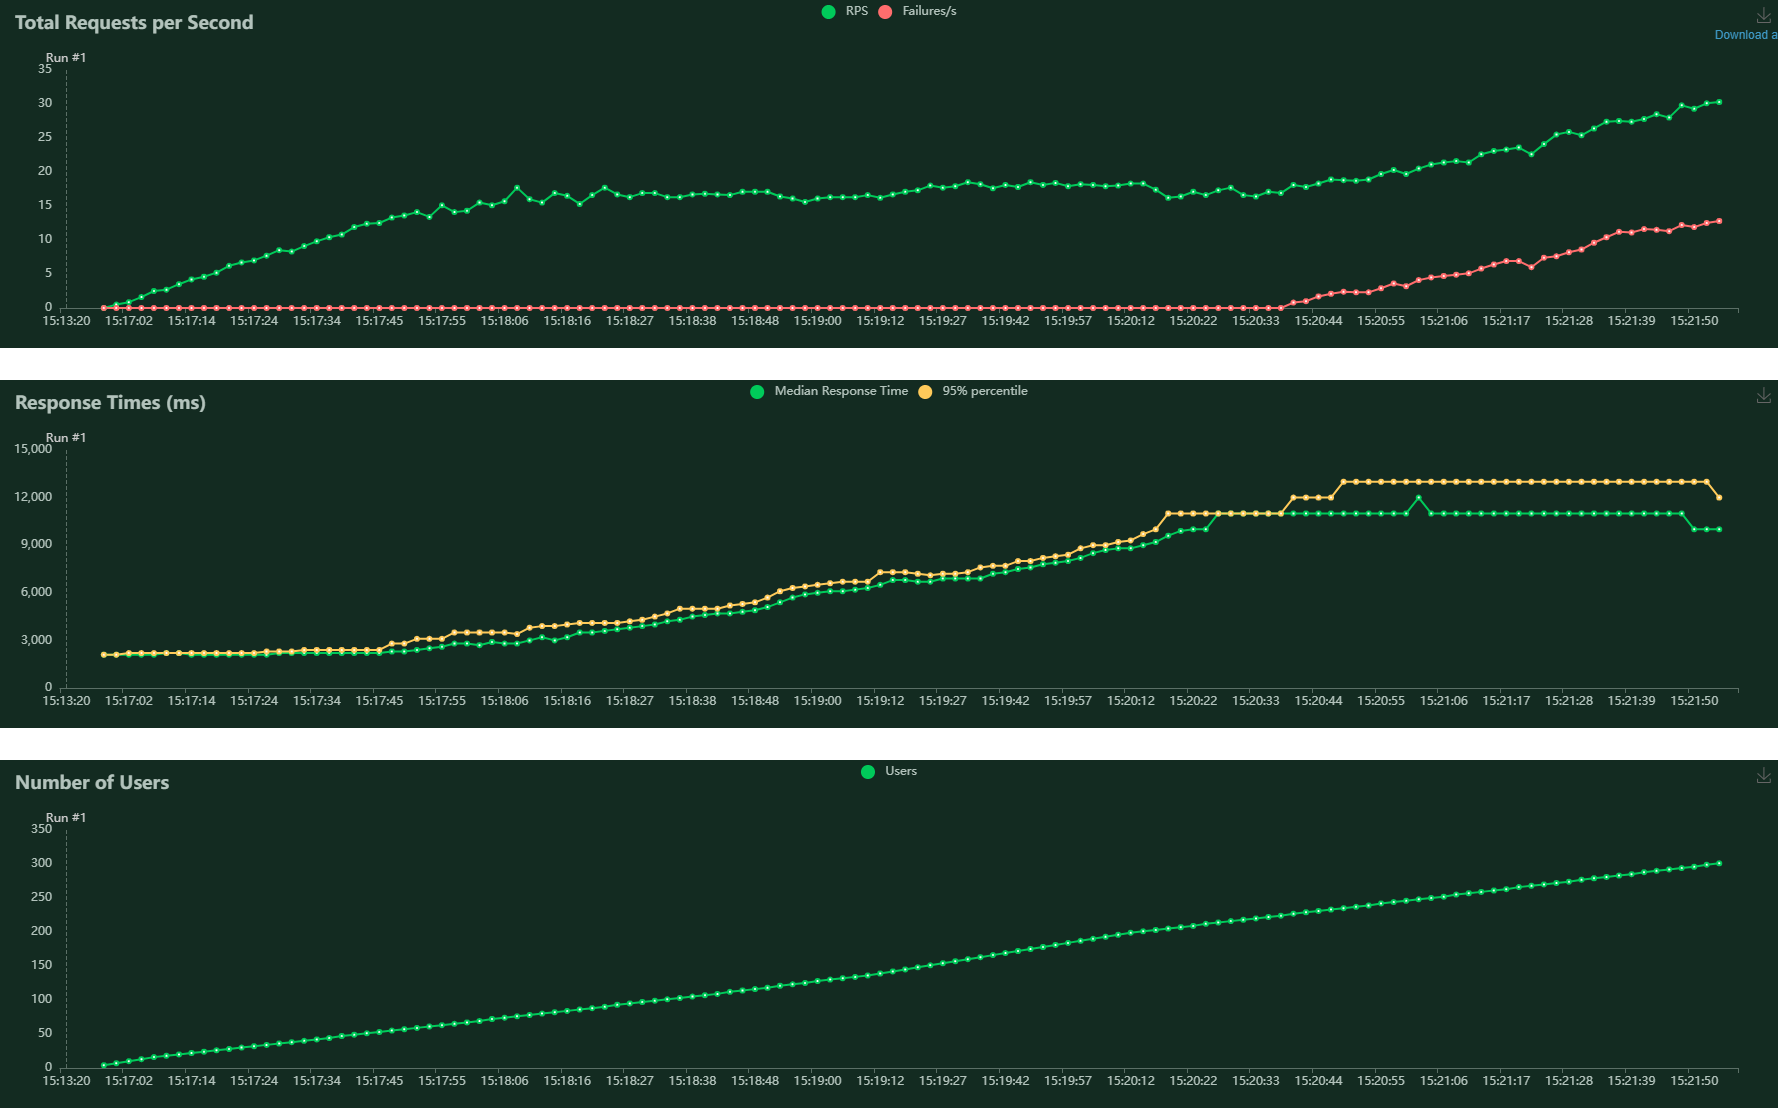 Total Requests per Second
RPS Failures/s
Download a
Run #1
35
30
25
20
15
10
5
0
15:13:20 15:17:02 15:17:14 15:17:24 15:17:34 15:17:45 15:17:55 15:18:06 15:18:16 15:18:27 15:18:38 15:18:48 15:19:00 15:19:12 15:19:27 15:19:42 15:19:57 15:20:12 15:20:22 15:20:33 15:20:44 15:20:55 15:21:06 15:21:17 15:21:28 15:21:39 15:21:50
Response Times (ms)
Median Response Time 95% percentile
Run #1
15,000
12,000
9,000
6,000
3,000
0
15:13:20 15:17:02 15:17:14 15:17:24 15:17:34 15:17:45 15:17:55 15:18:06 15:18:16 15:18:27 15:18:38 15:18:48 15:19:00 15:19:12 15:19:27 15:19:42 15:19:57 15:20:12 15:20:22 15:20:33 15:20:44 15:20:55 15:21:06 15:21:17 15:21:28 15:21:39 15:21:50
Number of Users
Users
Run #1
350
300
250
200
150
100
50
0
15:13:20 15:17:02 15:17:14 15:17:24 15:17:34 15:17:45 15:17:55 15:18:06 15:18:16 15:18:27 15:18:38 15:18:48 15:19:00 15:19:12 15:19:27 15:19:42 15:19:57 15:20:12 15:20:22 15:20:33 15:20:44 15:20:55 15:21:06 15:21:17 15:21:28 15:21:39 15:21:50